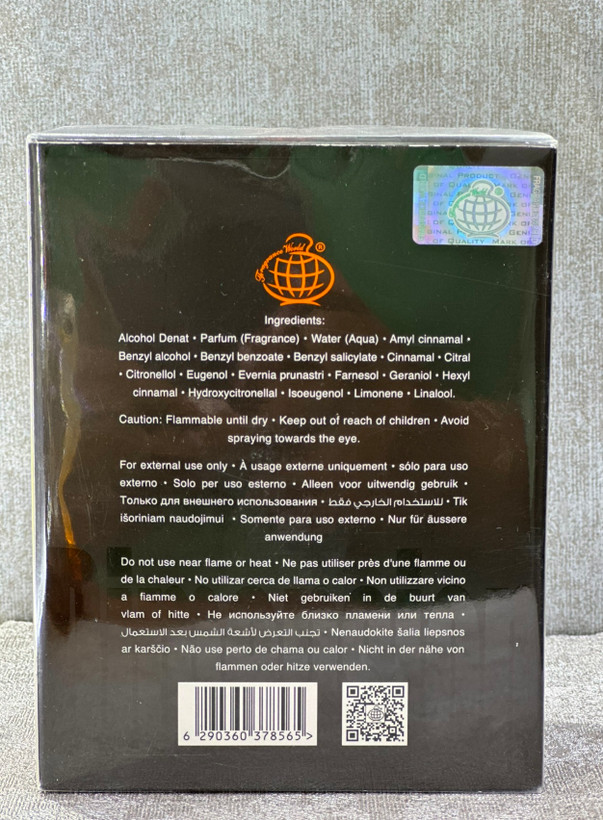 FINAL PRODUCT. GENU
OF QUALITY MARK OF
Fragrance World ®
Ingredients:
Alcohol Denat • Parfum (Fragrance) • Water (Aqua) • Amyl cinnamal •
Benzyl alcohol • Benzyl benzoate • Benzyl salicylate • Cinnamal • Citral
• Citronellol • Eugenol • Evernia prunastri • Farnesol • Geraniol • Hexyl
cinnamal • Hydroxycitronellal • Isoeugenol • Limonene • Linalool.
Caution: Flammable until dry • Keep out of reach of children • Avoid
spraying towards the eye.
For external use only • À usage externe uniquement • sólo para uso
externo • Solo per uso esterno • Alleen voor uitwendig gebruik •
Только для внешнего использования • للاستخدام الخارجي فقط • Tik
išoriniam naudojimui • Somente para uso externo • Nur für äussere
anwendung
Do not use near flame or heat • Ne pas utiliser près d'une flamme ou
de la chaleur • No utilizar cerca de llama o calor • Non utilizzare vicino
a fiamme o calore • Niet gebruiken in de buurt van
vlam of hitte • Не используйте близко пламени или тепла •
تجنب التعرض لأشعة الشمس بعد الاستعمال • Nenaudokite šalia liepsnos
ar karščio • Não use perto de chama ou calor • Nicht in der nähe von
flammen oder hitze verwenden.
6 290360 378565 >